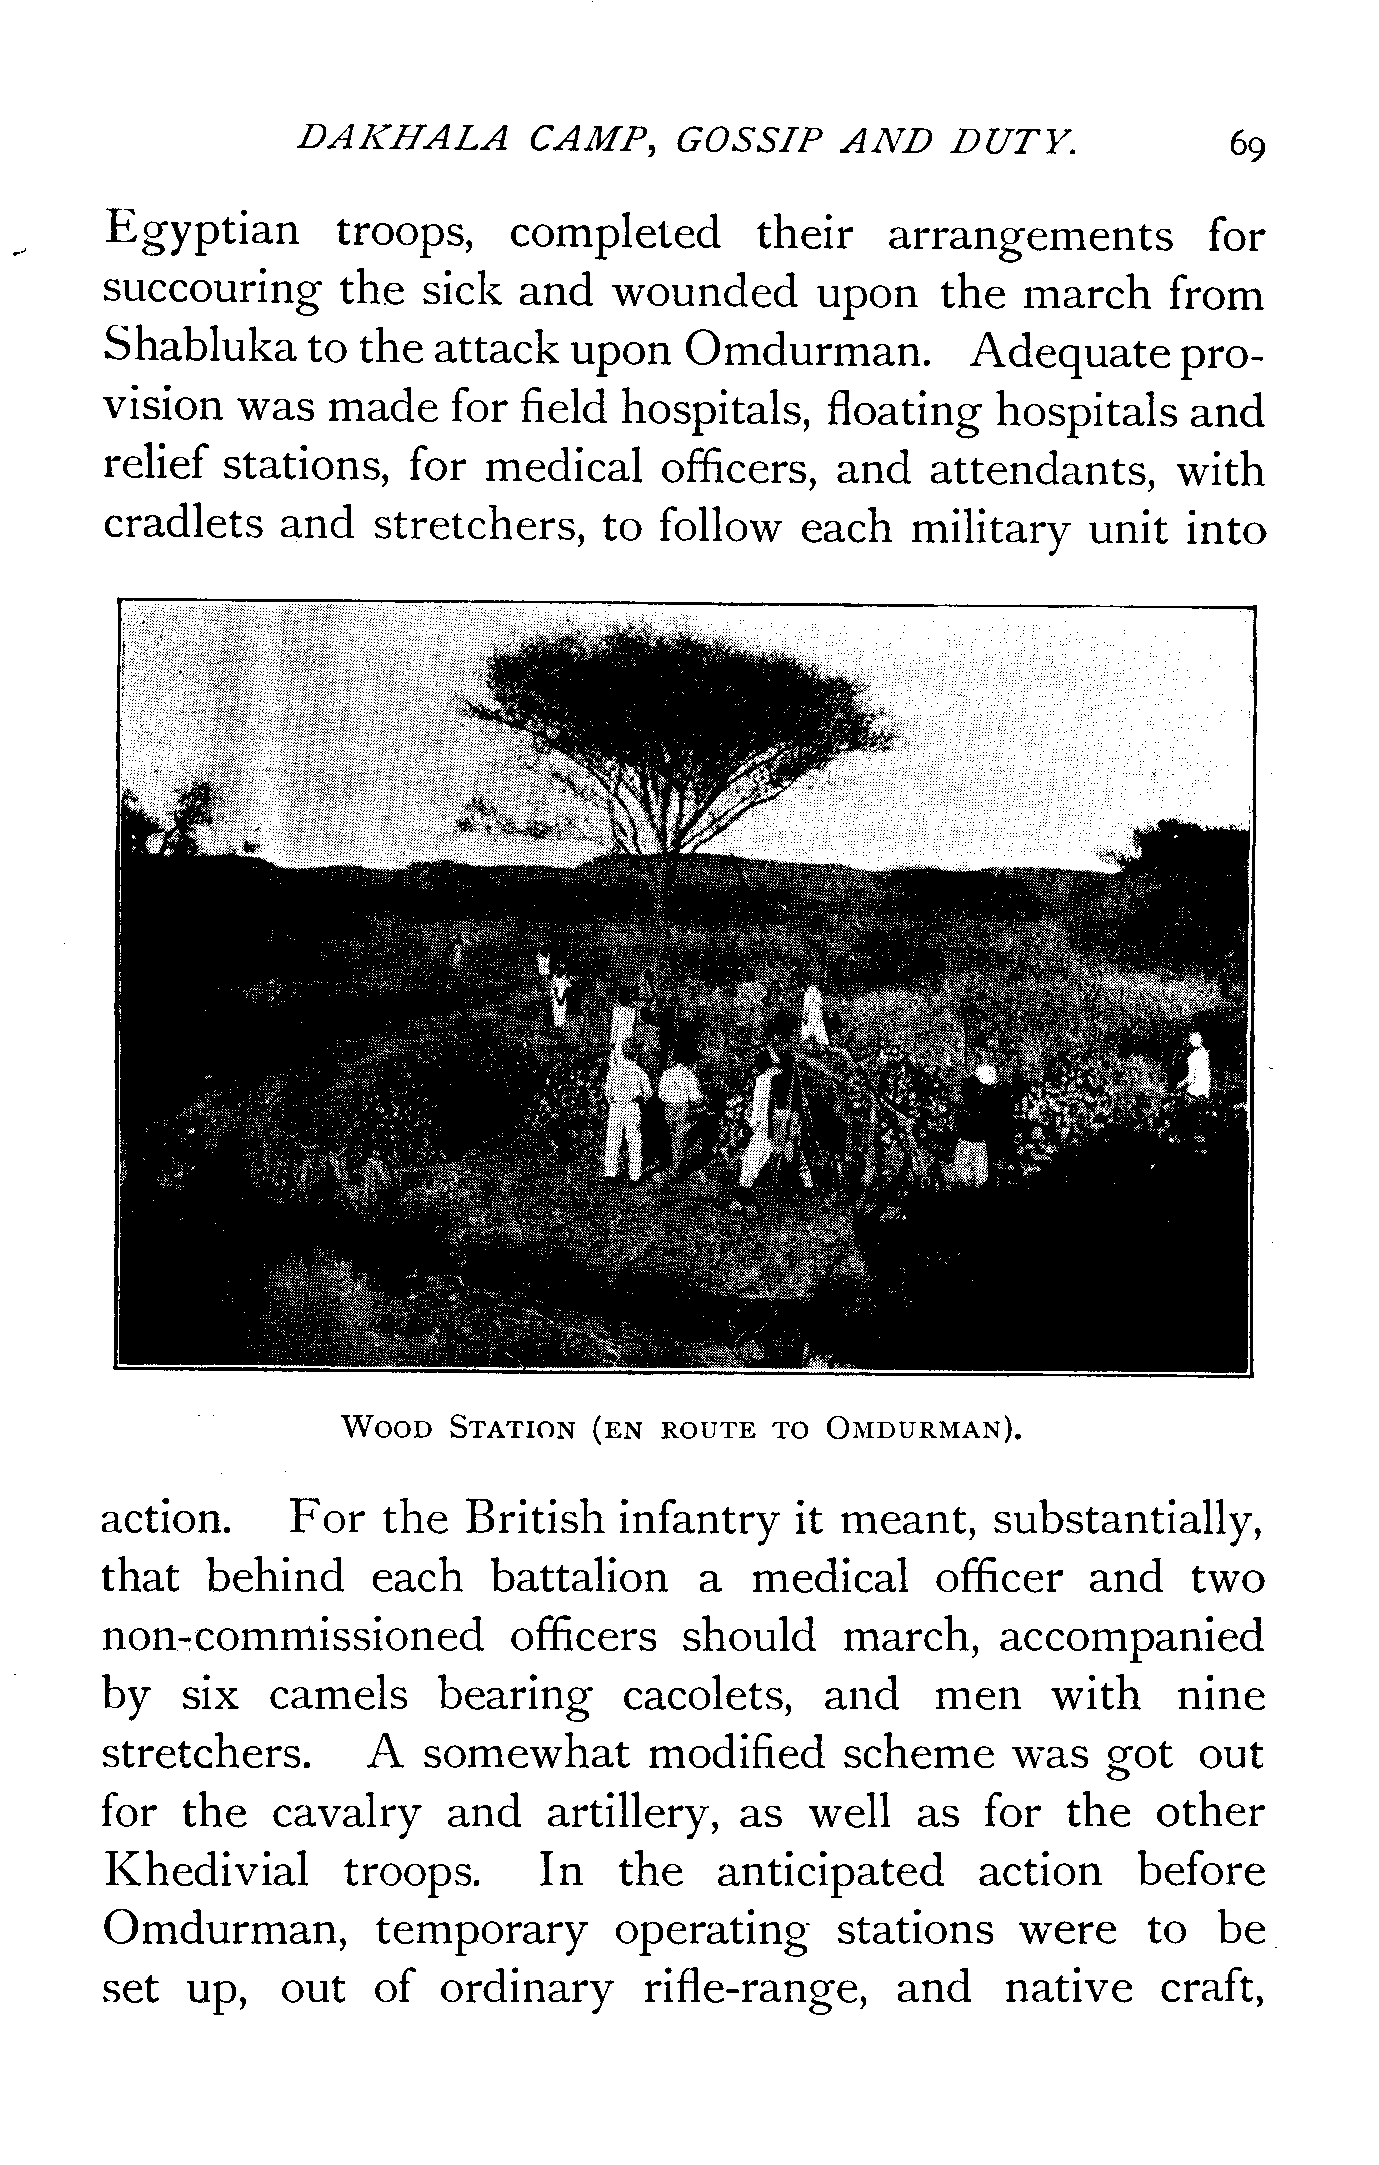 DAKHALA CAMP, GOSSIP AND DUTY. 69
Egyptian troops, completed their arrangements for
succouring the sick and wounded upon the march from
Shabluka to the attack upon Omdurman. Adequate pro-
vision was made for field hospitals, floating hospitals and
relief stations, for medical officers, and attendants, with
cradlets and stretchers, to follow each military unit into
WOOD STATION (EN ROUTE TO OMDURMAN).
action. For the British infantry it meant, substantially,
that behind each battalion a medical officer and two
non-commissioned officers should march, accompanied
by six camels bearing cacolets, and men with nine
stretchers. A somewhat modified scheme was got out
for the cavalry and artillery, as well as for the other
Khedivial troops. In the anticipated action before
Omdurman, temporary operating stations were to be
set up, out of ordinary rifle-range, and native craft,